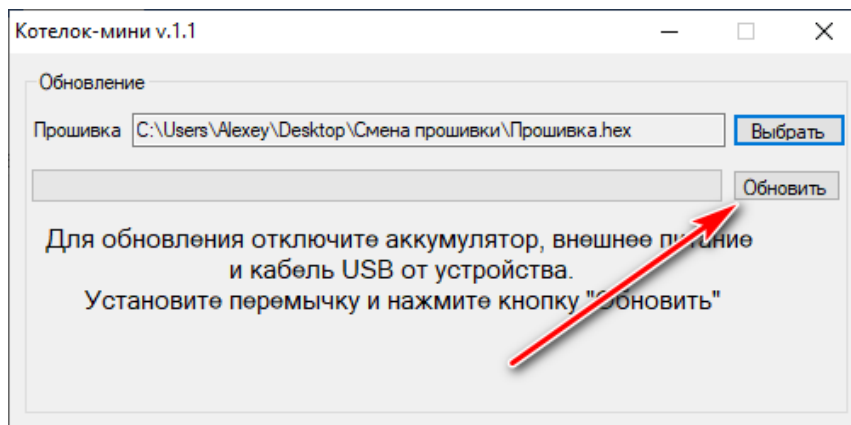 Котелок-мини v.1.1
Обновление
Прошивка C:\Users\Alexey\Desktop\Смена прошивки\Прошивка.hex Выбрать
Обновить
Для обновления отключите аккумулятор, внешнее питание
и кабель USB от устройства.
Установите перемычку и нажмите кнопку "Обновить"